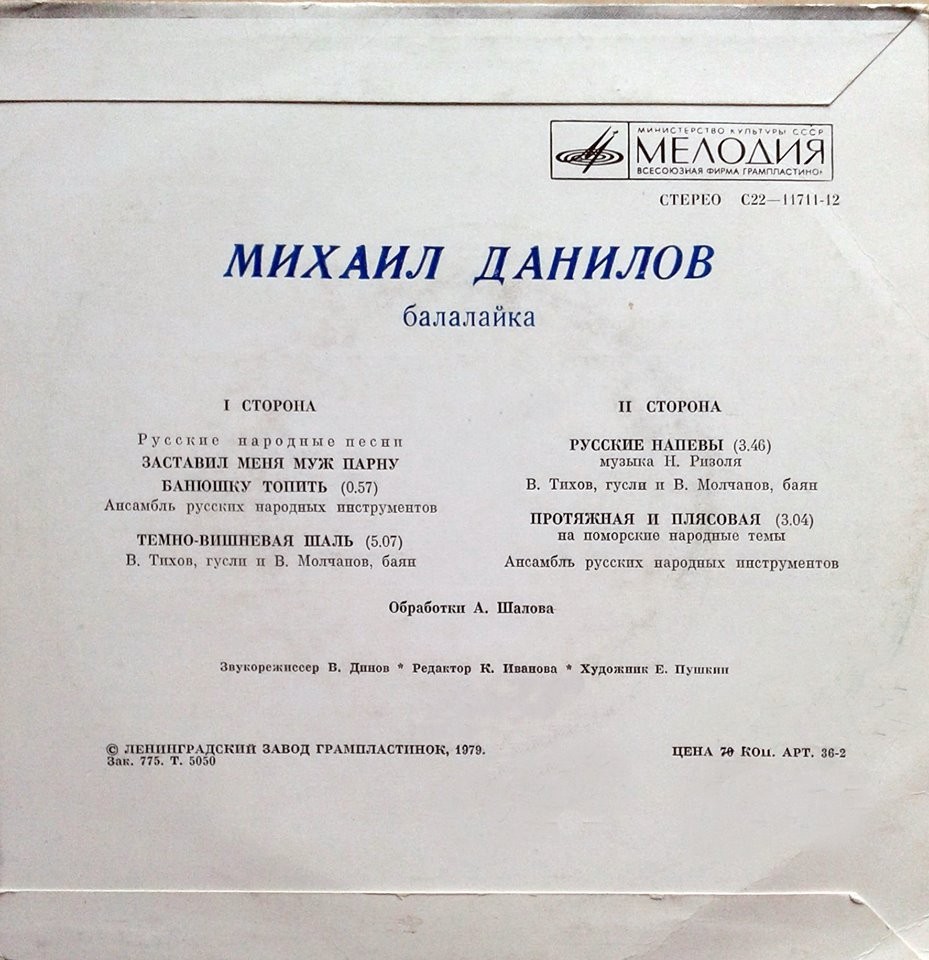 МИНИСТЕРСТВО КУЛЬТУРЫ СССР
МЕЛОДИЯ
ВСЕСОЮЗНАЯ ФИРМА ГРАМПЛАСТИНОК
СТЕРЕО С22—11711-12
МИХАИЛ ДАНИЛОВ
балалайка
I СТОРОНА
Русские народные песни
ЗАСТАВИЛ МЕНЯ МУЖ ПАРНУ
БАНЮШКУ ТОПИТЬ (0.57)
Ансамбль русских народных инструментов
ТЕМНО-ВИШНЕВАЯ ШАЛЬ (5.07)
В. Тихов, гусли и В. Молчанов, баян
II СТОРОНА
РУССКИЕ НАПЕВЫ (3.46)
музыка Н. Ризоля
В. Тихов, гусли и В. Молчанов, баян
ПРОТЯЖНАЯ И ПЛЯСОВАЯ (3.04)
на поморские народные темы
Ансамбль русских народных инструментов
Обработки А. Шалова
Звукорежиссер В. Динов * Редактор К. Иванова * Художник Е. Пушкин
© ЛЕНИНГРАДСКИЙ ЗАВОД ГРАМПЛАСТИНОК, 1979.
Зак. 775. Т. 5050
ЦЕНА 70 Коп. АРТ. 36-2